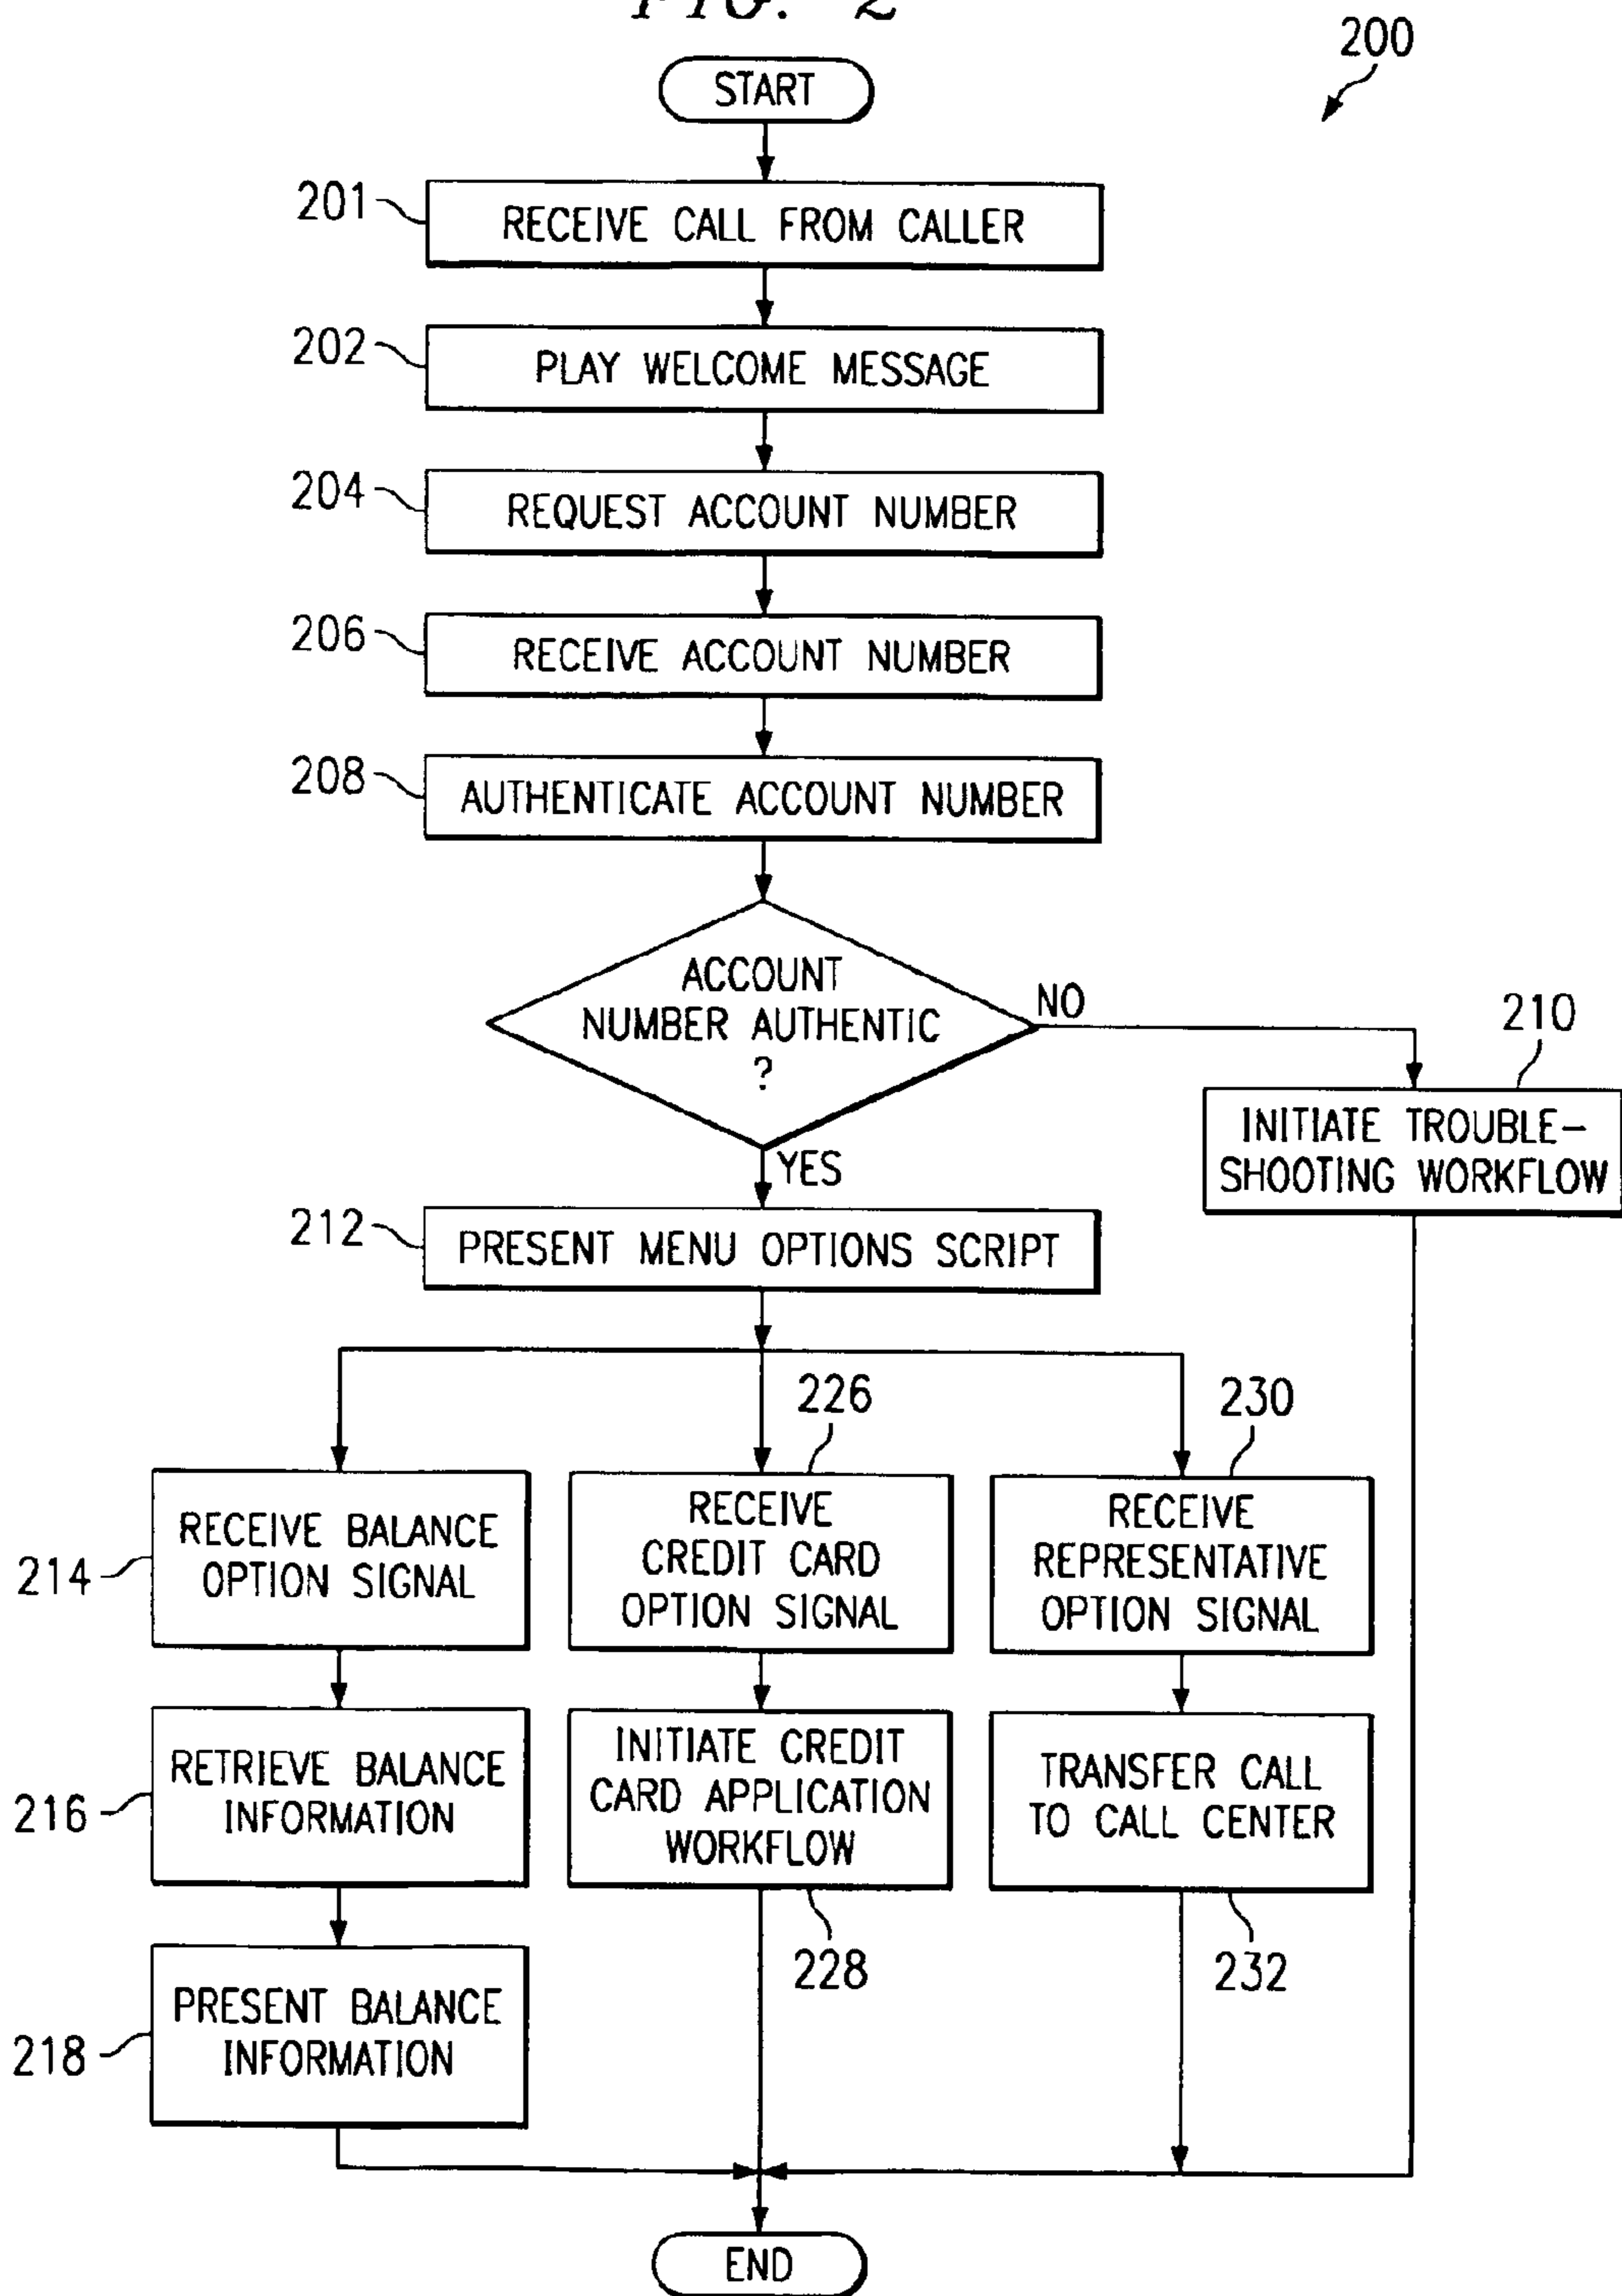 FIG. 2
200
START
201
RECEIVE CALL FROM CALLER
202
PLAY WELCOME MESSAGE
204
REQUEST ACCOUNT NUMBER
206
RECEIVE ACCOUNT NUMBER
208
AUTHENTICATE ACCOUNT NUMBER
ACCOUNT
NUMBER AUTHENTIC
?
NO
YES
210
INITIATE TROUBLE-
SHOOTING WORKFLOW
212
PRESENT MENU OPTIONS SCRIPT
214
RECEIVE BALANCE
OPTION SIGNAL
226
RECEIVE
CREDIT CARD
OPTION SIGNAL
230
RECEIVE
REPRESENTATIVE
OPTION SIGNAL
216
RETRIEVE BALANCE
INFORMATION
INITIATE CREDIT
CARD APPLICATION
WORKFLOW
228
TRANSFER CALL
TO CALL CENTER
232
218
PRESENT BALANCE
INFORMATION
END